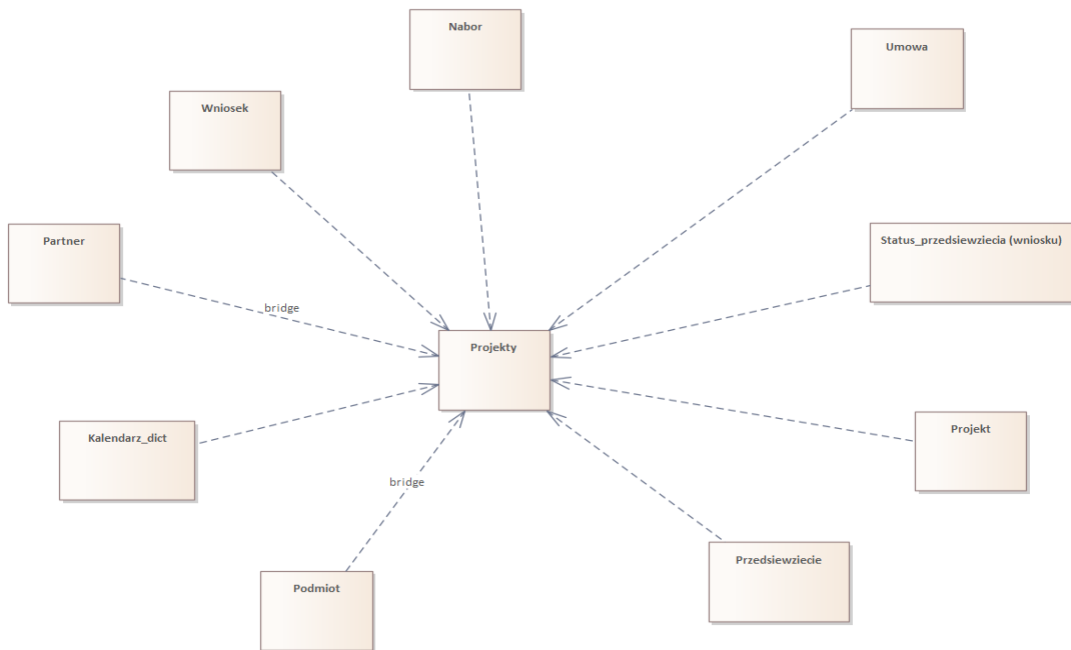 Nabor
Umowa
Wniosek
Partner
Status_przedsiewziecia (wniosku)
bridge
Projekty
Kalendarz_dict
Projekt
bridge
Przedsiewziecie
Podmiot